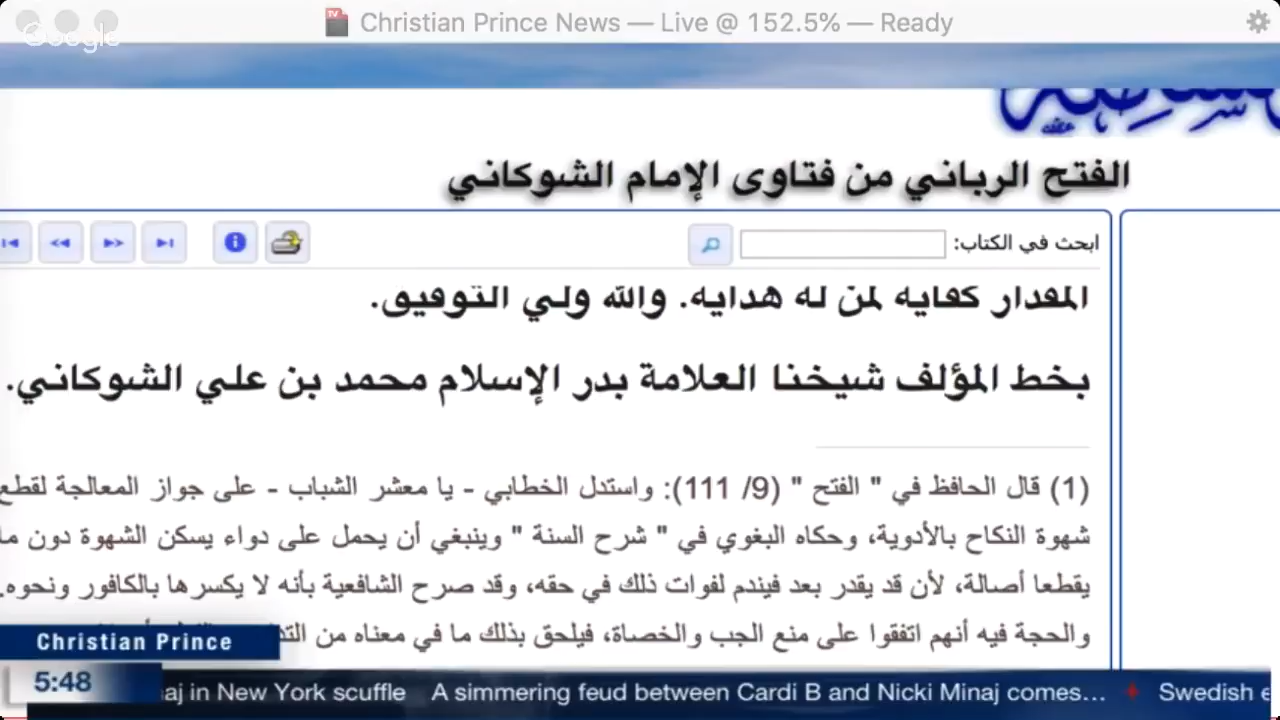 Christian Prince News — Live @ 152.5% — Ready
Google
الفتح الرباني من فتاوى الإمام الشوكاني
ابحث في الكتاب:
المقدار كفاية لمن له هداية. والله ولي التوفيق.
بخط المؤلف شيخنا العلامة بدر الإسلام محمد بن علي الشوكاني.
(1) قال الحافظ في " الفتح " (9/ 111): واستدل الخطابي - يا معشر الشباب - على جواز المعالجة لقطع
شهوة النكاح بالأدوية، وحكاه البغوي في " شرح السنة " وينبغي أن يحمل على دواء يسكن الشهوة دون ما
يقطعا أصالة، لأن قد يقدر بعد فيندم لفوات ذلك في حقه، وقد صرح الشافعية بأنه لا يكسرها بالكافور ونحوه.
والحجة فيه أنهم اتفقوا على منع الجب والخصاة، فيلحق بذلك ما في معناه من
Christian Prince
5:48
aj in New York scuffle A simmering feud between Cardi B and Nicki Minaj comes... Swedish